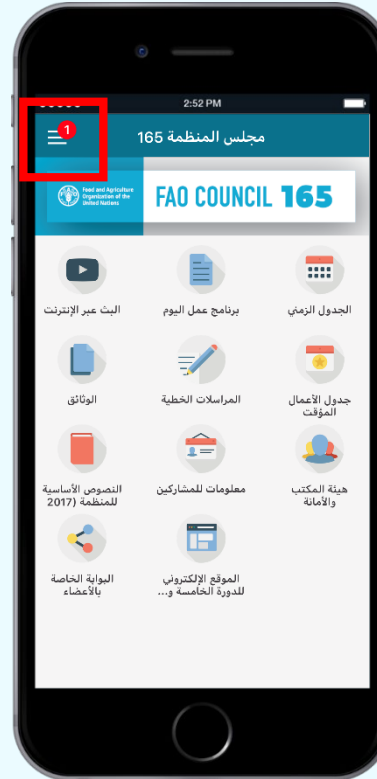 2:52 PM
1
مجلس المنظمة 165
Food and Agriculture
Organization of the
United Nations
FAO COUNCIL 165
الجدول الزمني
برنامج عمل اليوم
البث عبر الإنترنت
جدول الأعمال
المؤقت
المراسلات الخطية
الوثائق
هيئة المكتب
والأمانة
معلومات للمشاركين
النصوص الأساسية
للمنظمة (2017
الموقع الإلكتروني
للدورة الخامسة و...
البوابة الخاصة
بالأعضاء